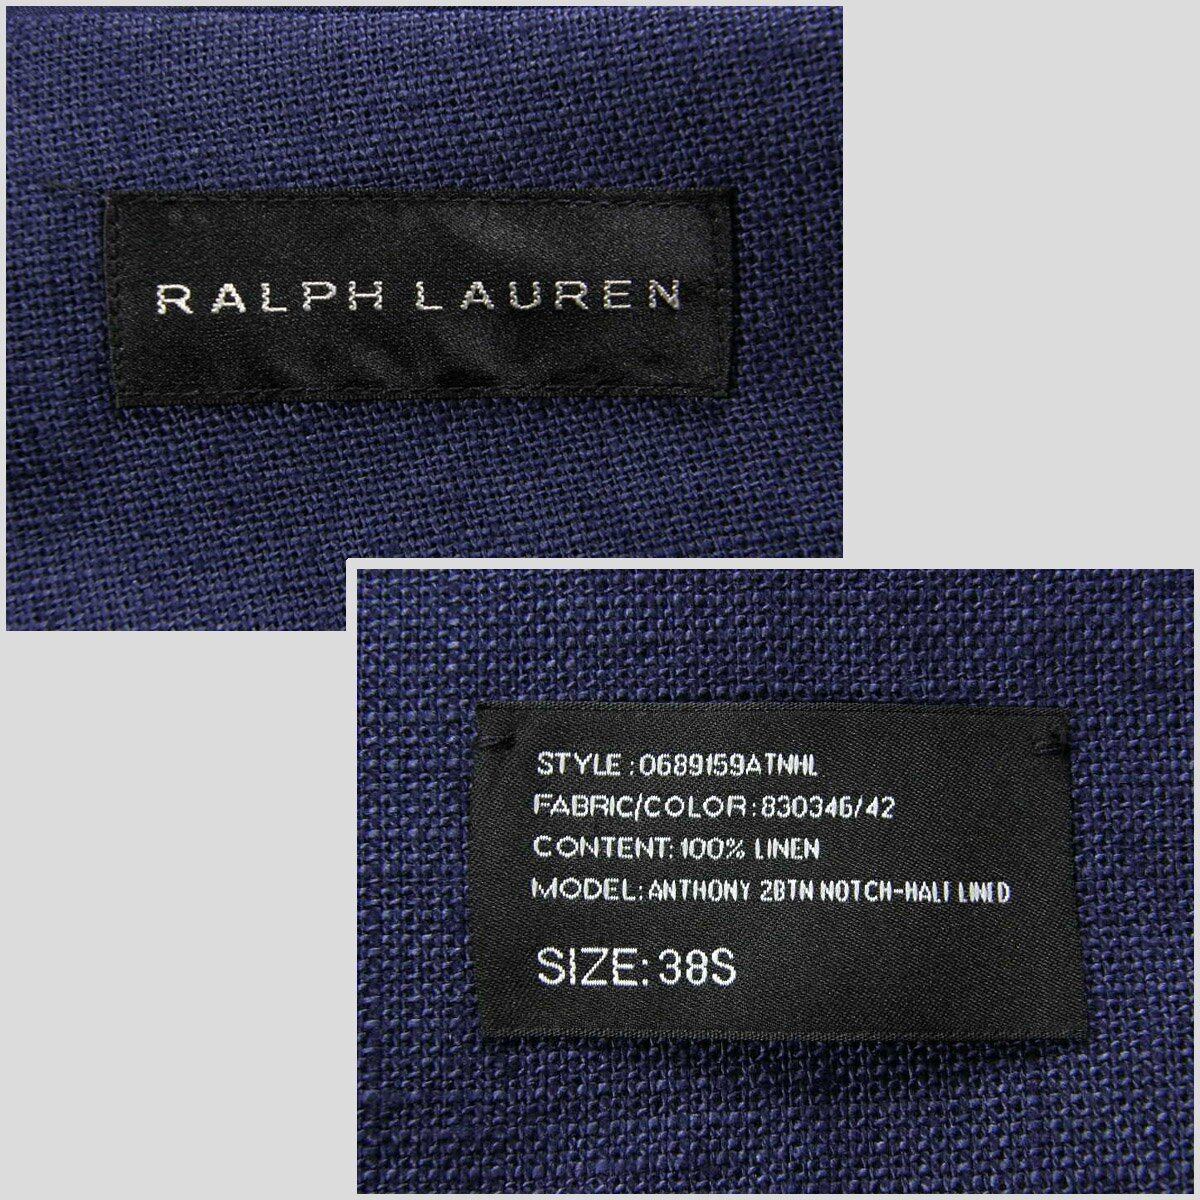 RALPH LAUREN
STYLE:0689159ATNHL
FABRIC/COLOR:830346/42
CONTENT:100% LINEN
MODEL:ANTHONY 2BTN NOTCH-HALF LINED
SIZE:38S